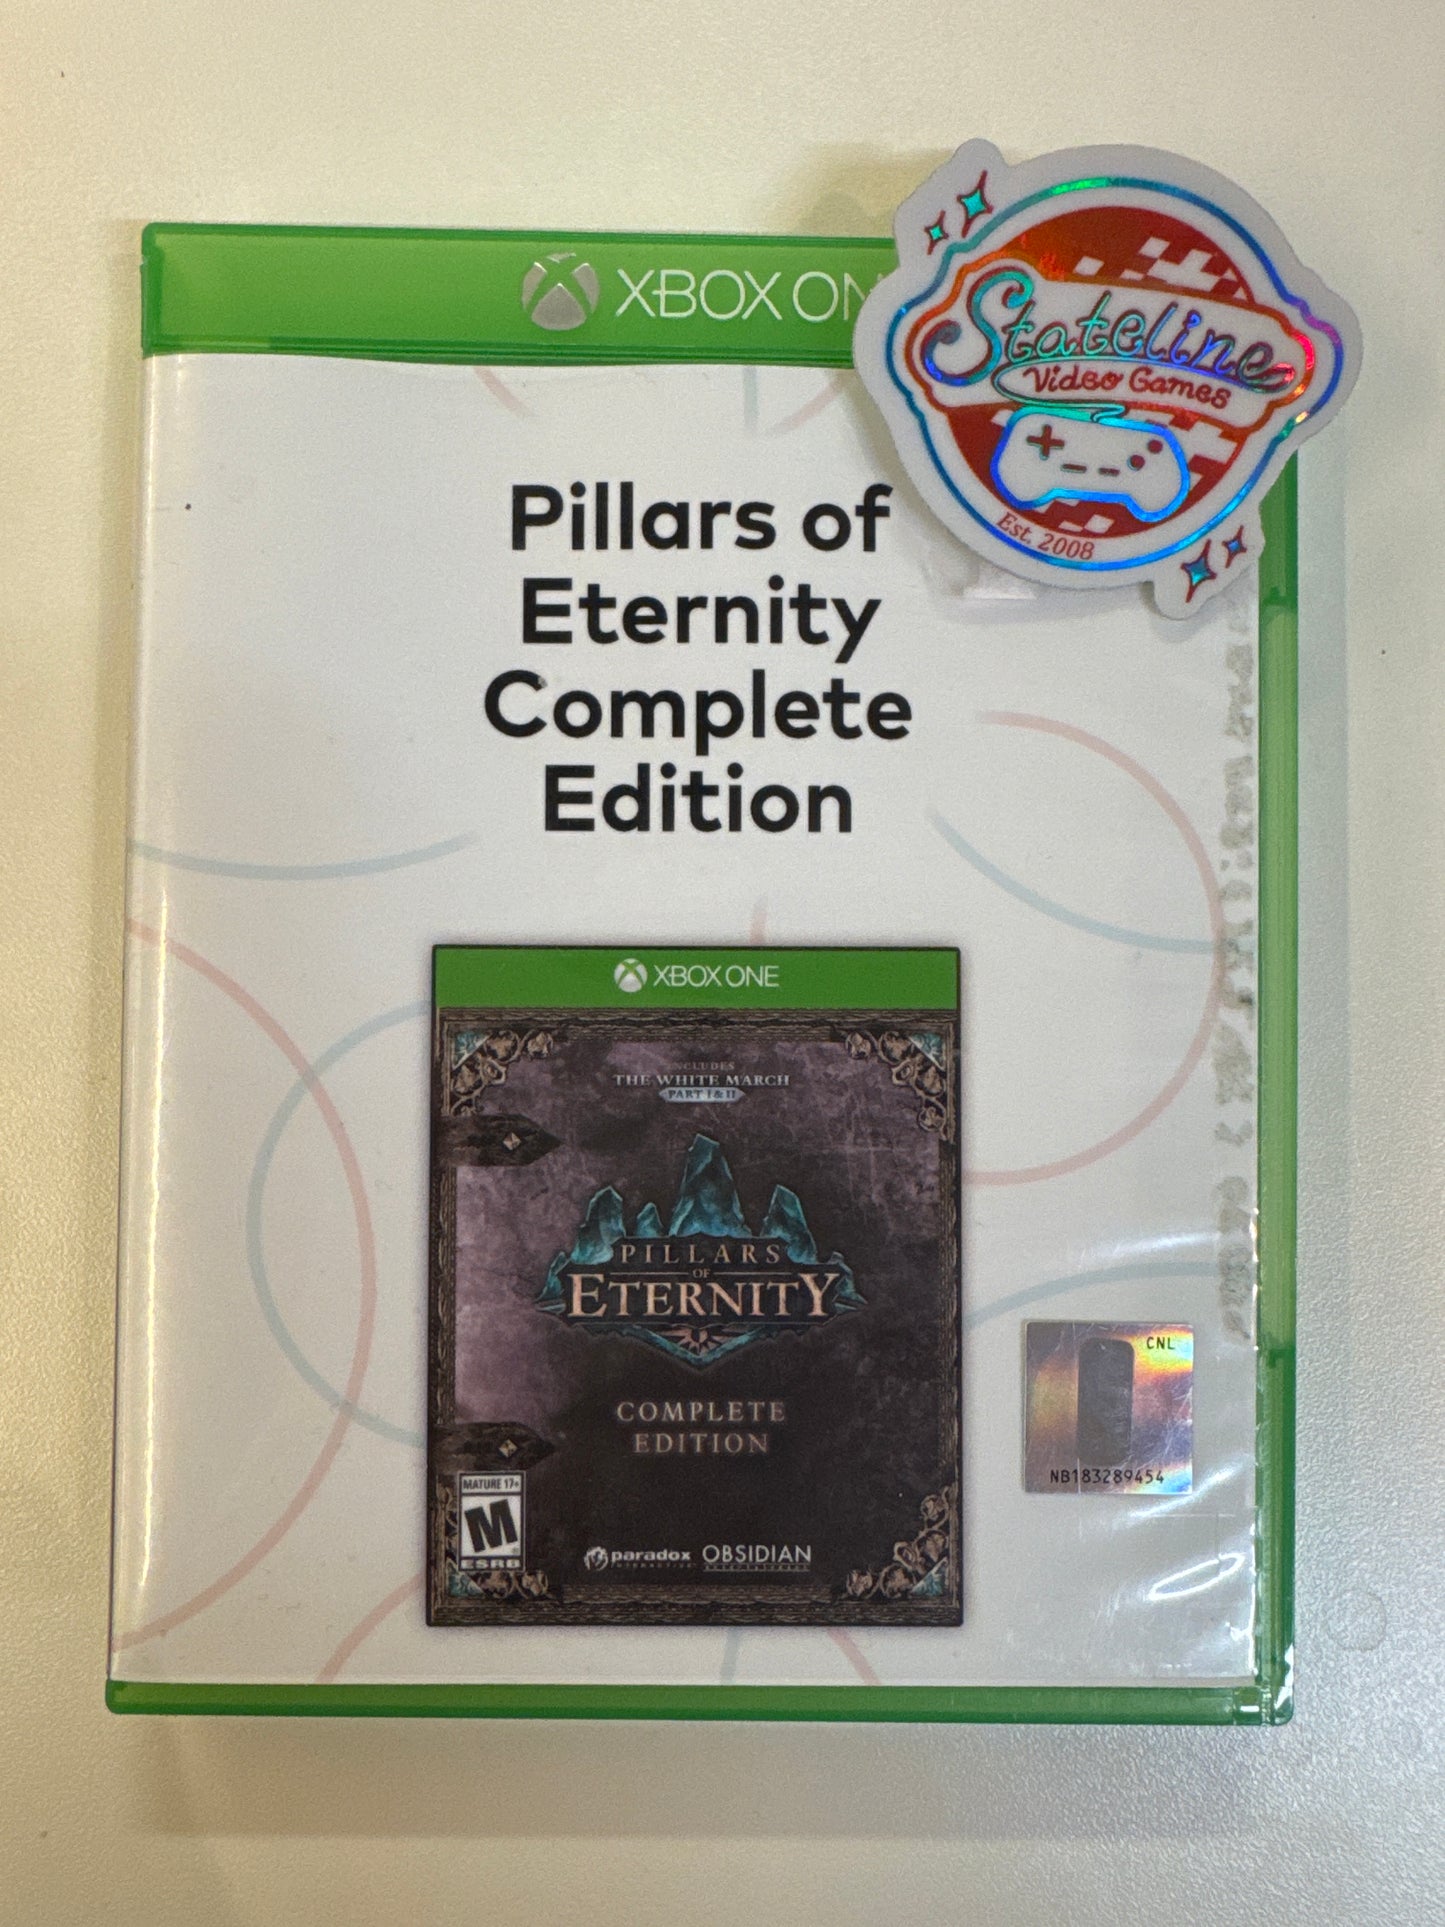 XBOX ON
Stateline
Video Games
Est. 2008
Pillars of
Eternity
Complete
Edition
XBOX ONE
INCLUDES
THE WHITE MARCH
PART I & II
PILLARS
OF
ETERNITY
COMPLETE
EDITION
MATURE 17+
M
ESRB
paradox
INTERACTIVE
OBSIDIAN
CNL
NB183289454